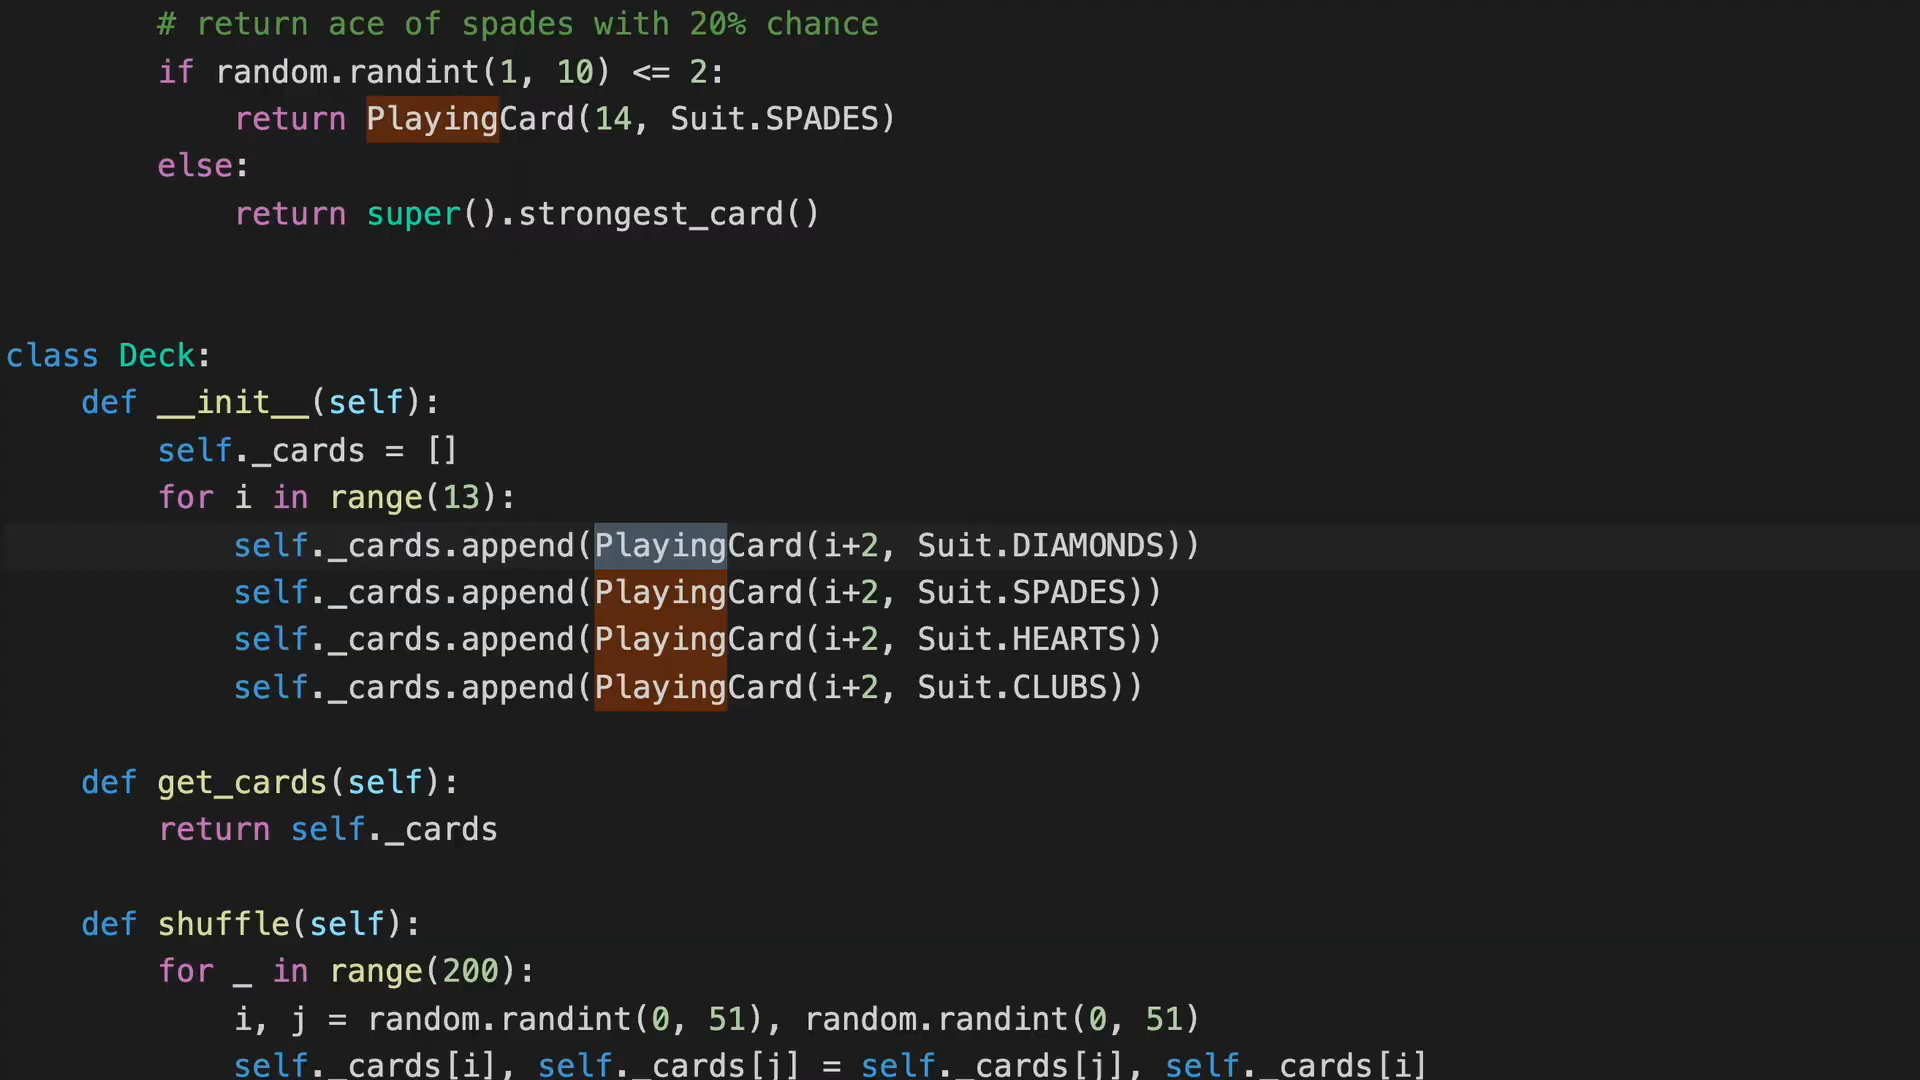 # return ace of spades with 20% chance
if random.randint(1, 10) <= 2:
return PlayingCard(14, Suit.SPADES)
else:
return super().strongest_card()
class Deck:
def __init__(self):
self._cards = []
for i in range(13):
self._cards.append(PlayingCard(i+2, Suit.DIAMONDS))
self._cards.append(PlayingCard(i+2, Suit.SPADES))
self._cards.append(PlayingCard(i+2, Suit.HEARTS))
self._cards.append(PlayingCard(i+2, Suit.CLUBS))
def get_cards(self):
return self._cards
def shuffle(self):
for _ in range(200):
i, j = random.randint(0, 51), random.randint(0, 51)
self._cards[i], self._cards[j] = self._cards[j], self._cards[i]